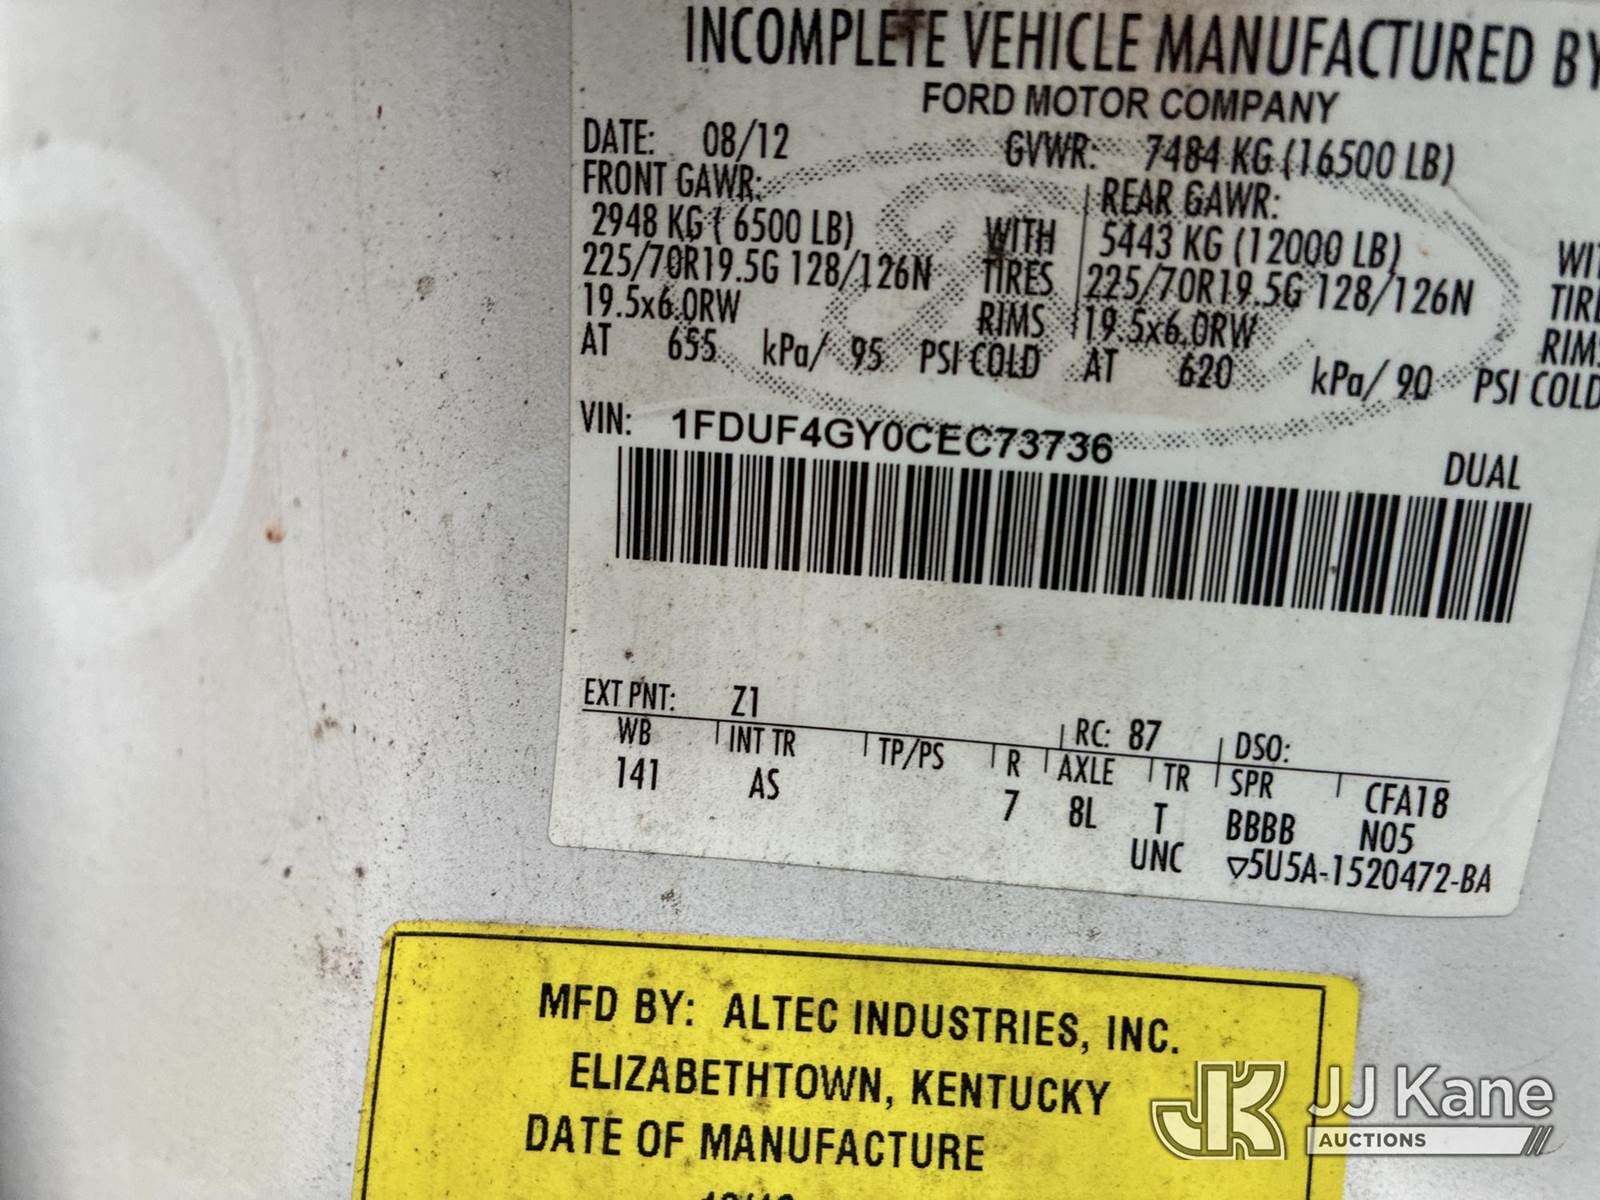 INCOMPLETE VEHICLE MANUFACTURED BY
FORD MOTOR COMPANY
DATE: 08/12 GVWR: 7484 KG (16500 LB)
FRONT GAWR: REAR GAWR:
2948 KG ( 6500 LB) WITH 5443 KG (12000 LB)
225/70R19.5G 128/126N TIRES 225/70R19.5G 128/126N
19.5x6.0RW RIMS 19.5x6.0RW
AT 655 kPa/ 95 PSI COLD AT 620 kPa/ 90 PSI COLD
VIN: 1FDUF4GY0CEC73736
DUAL
EXT PNT: Z1 RC: 87 DSO:
WB INT TR TP/PS R AXLE TR SPR CFA18
141 AS 7 8L T BBBB N05
UNC ▽5U5A-1520472-BA
MFD BY: ALTEC INDUSTRIES, INC.
ELIZABETHTOWN, KENTUCKY
DATE OF MANUFACTURE
JK JJ Kane
AUCTIONS